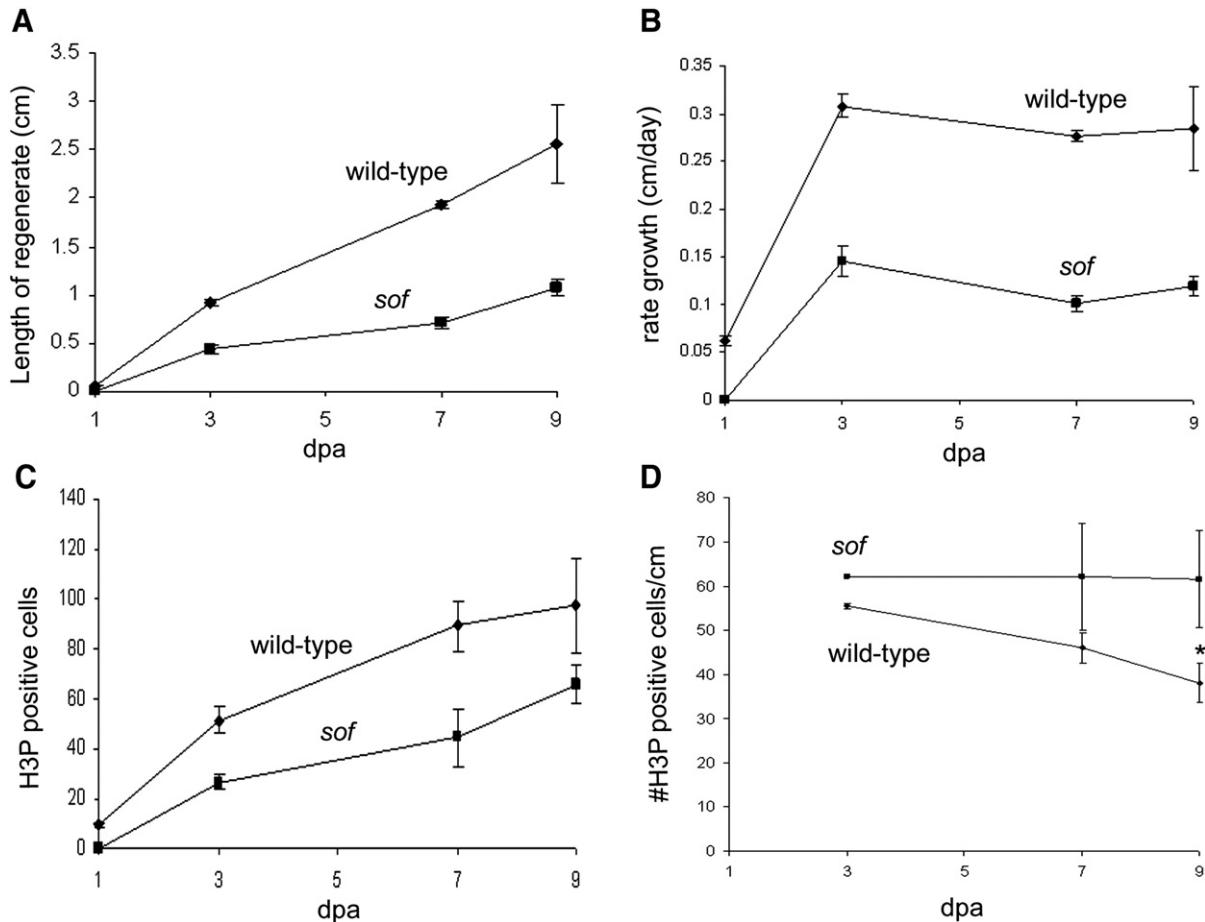 A
3.5
3
2.5
2
1.5
1
0.5
0
Length of regenerate (cm)
wild-type
sof
1 3 5 7 9
dpa
B
0.35
0.3
0.25
0.2
0.15
0.1
0.05
0
rate growth (cm/day)
wild-type
sof
1 3 5 7 9
dpa
C
140
120
100
80
60
40
20
0
H3P positive cells
wild-type
sof
1 3 5 7 9
dpa
D
80
70
60
50
40
30
20
10
0
#H3P positive cells/cm
sof
wild-type
*
1 3 5 7 9
dpa